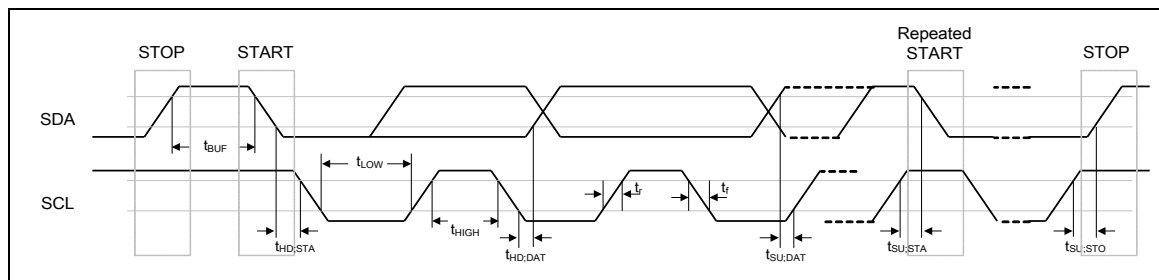 STOP
START
Repeated
START
STOP
SDA
tBUF
tLOW
SCL
tr
tf
tHIGH
tHD;STA
tHD;DAT
tSU;DAT
tSU;STA
tSU;STO